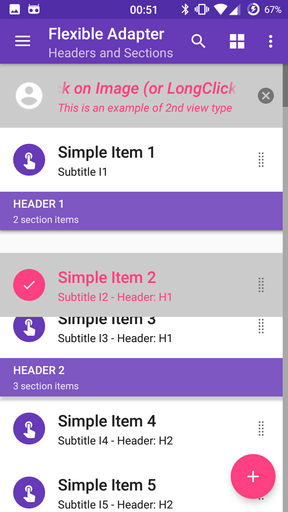 00:51
67%
Flexible Adapter
Headers and Sections
k on Image (or LongClick
This is an example of 2nd view type
Simple Item 1
Subtitle I1
HEADER 1
2 section items
Simple Item 2
Subtitle I2 - Header: H1
Simple Item 3
Subtitle I3 - Header: H1
HEADER 2
3 section items
Simple Item 4
Subtitle I4 - Header: H2
Simple Item 5
Subtitle I5 - Header: H2